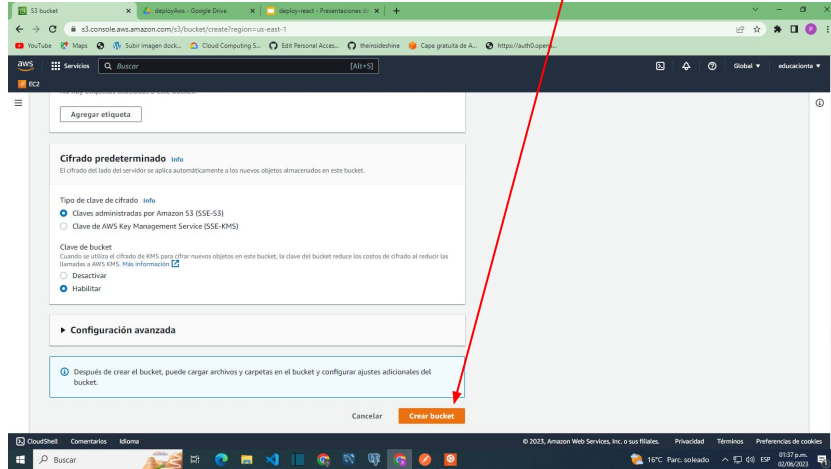 S3 bucket
deployAws - Google Drive
deploy-react - Presentaciones de
s3.console.aws.amazon.com/s3/bucket/create?region=us-east-1
YouTube
Maps
Subir imagen dock...
Cloud Computing S...
Edit Personal Acces...
theinsideshine
Capa gratuita de A...
https://auth0.open
aws
Servicios
Buscar
[Alt+S]
Global
educacionta
EC2
Agregar etiqueta
Cifrado predeterminado Info
El cifrado del lado del servidor se aplica automáticamente a los nuevos objetos almacenados en este bucket.
Tipo de clave de cifrado Info
Claves administradas por Amazon S3 (SSE-S3)
Clave de AWS Key Management Service (SSE-KMS)
Clave de bucket
Cuando se utiliza el cifrado de KMS para cifrar nuevos objetos en este bucket, la clave del bucket reduce los costos de cifrado al reducir las
llamadas a AWS KMS. Más información
Desactivar
Habilitar
Configuración avanzada
Después de crear el bucket, puede cargar archivos y carpetas en el bucket y configurar ajustes adicionales del
bucket.
Cancelar
Crear bucket
CloudShell
Comentarios
Idioma
© 2023, Amazon Web Services, Inc. o sus filiales.
Privacidad
Términos
Preferencias de cookies
Buscar
16°C Parc. soleado
ESP
01:37 p.m.
02/06/2023